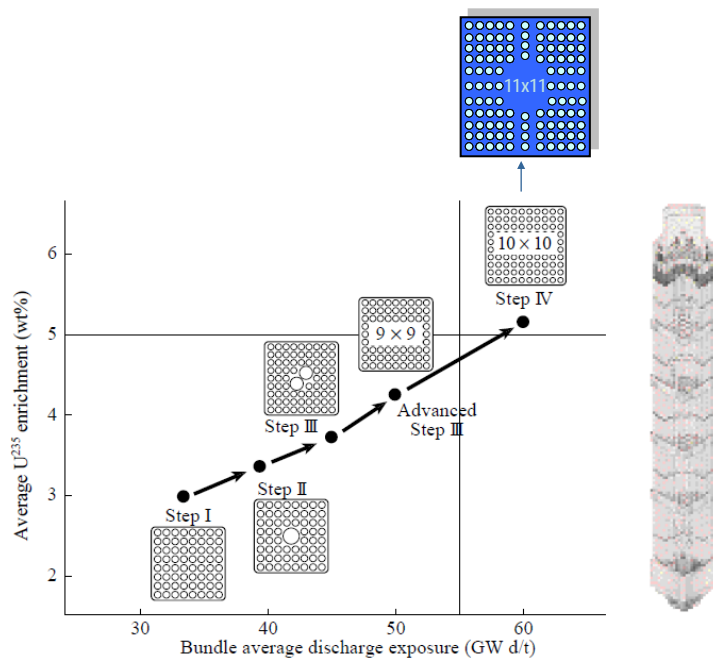 11x11
10 × 10
6
Step IV
9 × 9
5
Average U235 enrichment (wt%)
4
Step Ⅲ
Advanced
Step Ⅲ
3
Step I
Step Ⅱ
2
30
40
50
60
Bundle average discharge exposure (GW d/t)